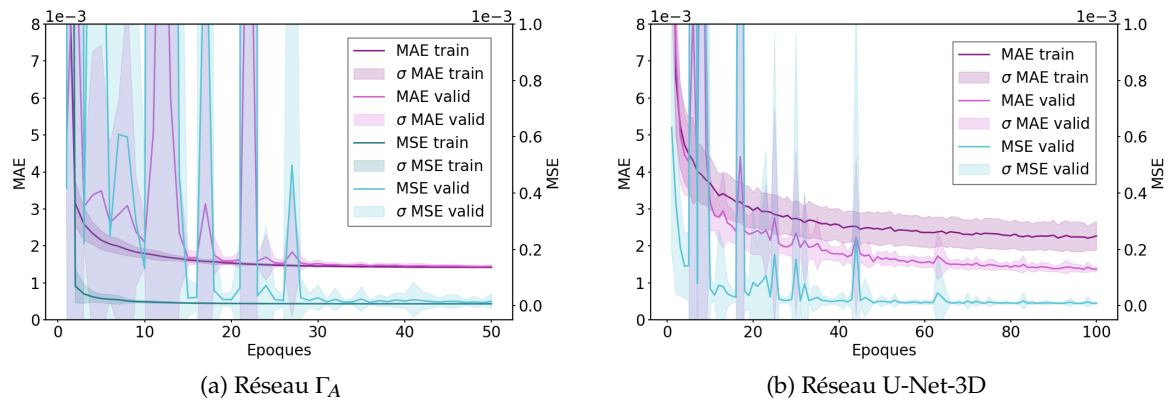 1e−3
1e−3
8
7
6
5
4
3
2
1
0
MAE
1.0
0.8
0.6
0.4
0.2
0.0
MSE
MAE train
σ MAE train
MAE valid
σ MAE valid
MSE train
σ MSE train
MSE valid
σ MSE valid
0 10 20 30 40 50
Epoques
(a) Réseau Γ_A
1e−3
1e−3
8
7
6
5
4
3
2
1
0
MAE
1.0
0.8
0.6
0.4
0.2
0.0
MSE
MAE train
σ MAE train
MAE valid
σ MAE valid
MSE valid
σ MSE valid
0 20 40 60 80 100
Epoques
(b) Réseau U-Net-3D